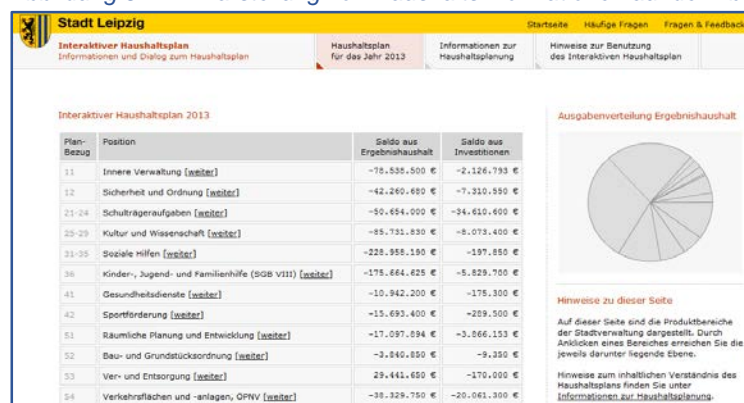 Stadt Leipzig
Startseite Häufige Fragen Fragen & Feedback
Interaktiver Haushaltsplan
Informationen und Dialog zum Haushaltsplan
Haushaltsplan
für das Jahr 2013
Informationen zur
Haushaltsplanung
Hinweise zur Benutzung
des Interaktiven Haushaltsplan
Interaktiver Haushaltsplan 2013
Plan-
Bezug
Position
Saldo aus
Ergebnishaushalt
Saldo aus
Investitionen
11 Innere Verwaltung [weiter] -78.538.500 € -2.126.793 €
12 Sicherheit und Ordnung [weiter] -42.260.680 € -7.310.550 €
21-24 Schulträgeraufgaben [weiter] -50.654.000 € -34.610.600 €
25-29 Kultur und Wissenschaft [weiter] -85.731.830 € -8.073.400 €
31-35 Soziale Hilfen [weiter] -228.958.190 € -197.850 €
36 Kinder-, Jugend- und Familienhilfe (SGB VIII) [weiter] -175.664.625 € -5.829.700 €
41 Gesundheitsdienste [weiter] -10.942.200 € -175.300 €
42 Sportförderung [weiter] -15.693.400 € -289.500 €
51 Räumliche Planung und Entwicklung [weiter] -17.097.894 € -3.866.153 €
52 Bau- und Grundstücksordnung [weiter] -3.840.850 € -9.350 €
53 Ver- und Entsorgung [weiter] 29.441.650 € -170.000 €
54 Verkehrsflächen und -anlagen, ÖPNV [weiter] -38.329.750 € -20.061.300 €
Ausgabenverteilung Ergebnishaushalt
Hinweise zu dieser Seite
Auf dieser Seite sind die Produktbereiche
der Stadtverwaltung dargestellt. Durch
Anklicken eines Bereiches erreichen Sie die
jeweils darunter liegende Ebene.
Hinweise zum inhaltlichen Verständnis des
Haushaltsplans finden Sie unter
Informationen zur Haushaltsplanung.